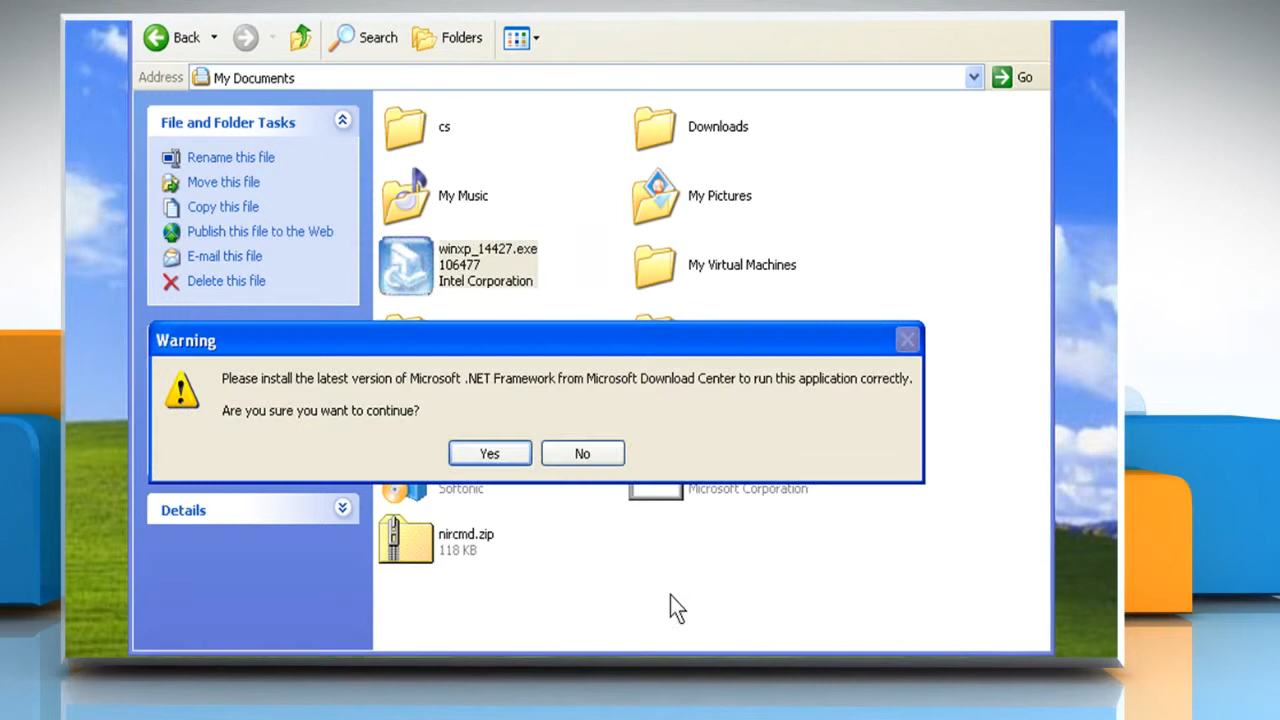 Back
Search
Folders
Address
My Documents
Go
File and Folder Tasks
Rename this file
Move this file
Copy this file
Publish this file to the Web
E-mail this file
Delete this file
cs
Downloads
My Music
My Pictures
winxp_14427.exe
106477
Intel Corporation
My Virtual Machines
Warning
Please install the latest version of Microsoft .NET Framework from Microsoft Download Center to run this application correctly.
Are you sure you want to continue?
Yes
No
Softonic
Microsoft Corporation
Details
nircmd.zip
118 KB